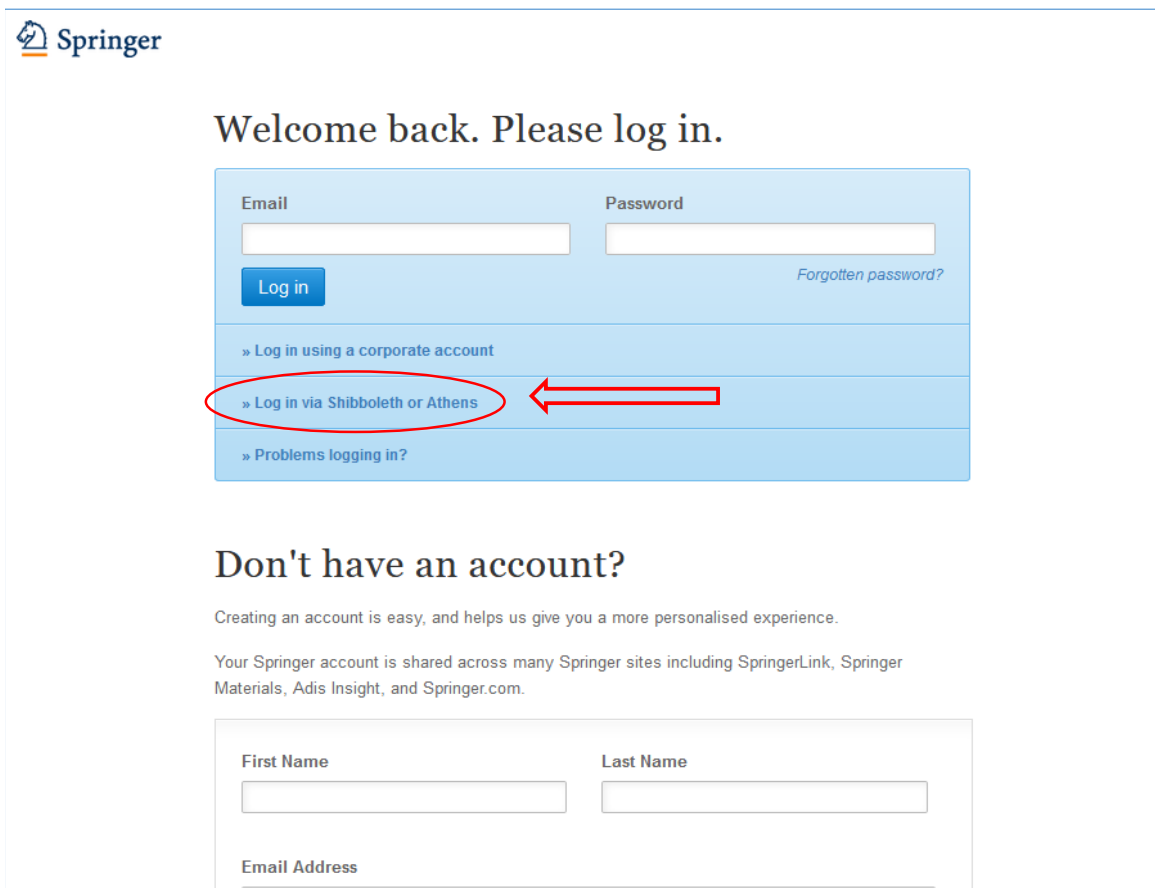 Springer
Welcome back. Please log in.
Email
Password
Log in
Forgotten password?
» Log in using a corporate account
» Log in via Shibboleth or Athens
» Problems logging in?
Don't have an account?
Creating an account is easy, and helps us give you a more personalised experience.
Your Springer account is shared across many Springer sites including SpringerLink, Springer
Materials, Adis Insight, and Springer.com.
First Name
Last Name
Email Address